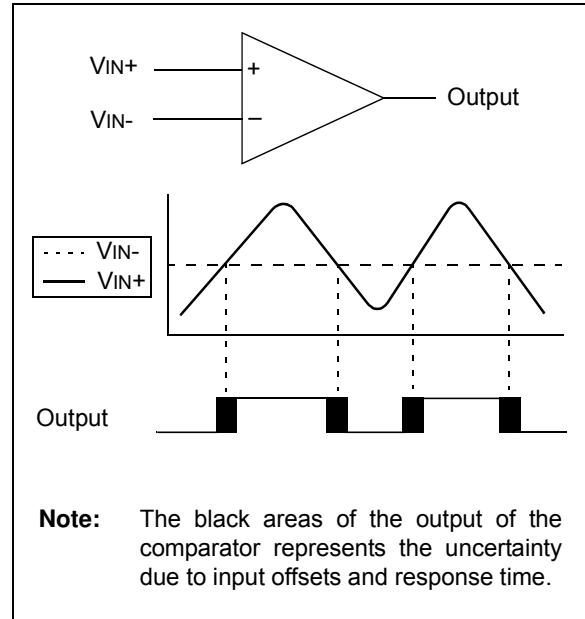 VIN+
+
Output
VIN-
–
VIN-
VIN+
Output
Note: The black areas of the output of the
comparator represents the uncertainty
due to input offsets and response time.